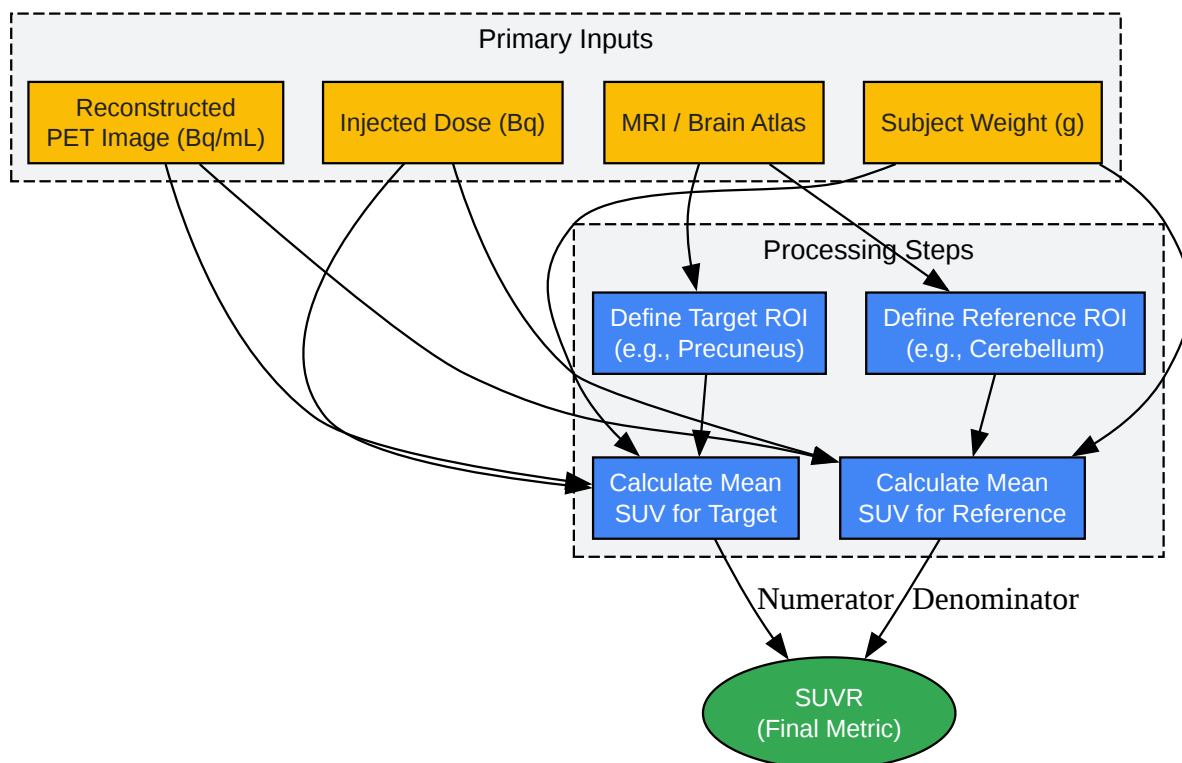 Primary Inputs
Reconstructed
PET Image (Bq/mL)
Injected Dose (Bq)
MRI / Brain Atlas
Subject Weight (g)
Processing Steps
Define Target ROI
(e.g., Precuneus)
Define Reference ROI
(e.g., Cerebellum)
Calculate Mean
SUV for Target
Calculate Mean
SUV for Reference
Numerator
Denominator
SUVR
(Final Metric)